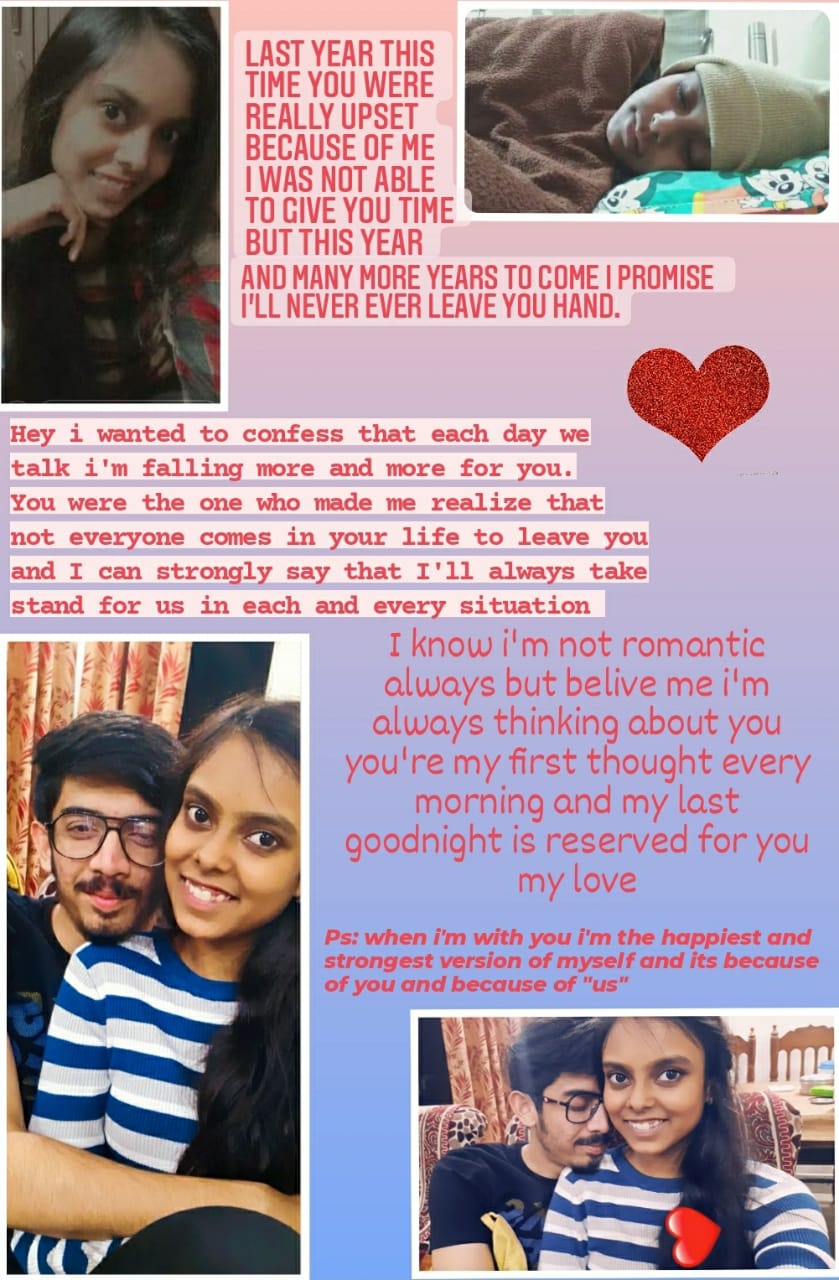 LAST YEAR THIS
TIME YOU WERE
REALLY UPSET
BECAUSE OF ME
I WAS NOT ABLE
TO GIVE YOU TIME
BUT THIS YEAR
AND MANY MORE YEARS TO COME I PROMISE
I'LL NEVER EVER LEAVE YOU HAND.
Hey i wanted to confess that each day we
talk i'm falling more and more for you.
You were the one who made me realize that
not everyone comes in your life to leave you
and I can strongly say that I'll always take
stand for us in each and every situation
I know i'm not romantic
always but belive me i'm
always thinking about you
you're my first thought every
morning and my last
goodnight is reserved for you
my love
Ps: when i'm with you i'm the happiest and
strongest version of myself and its because
of you and because of "us"